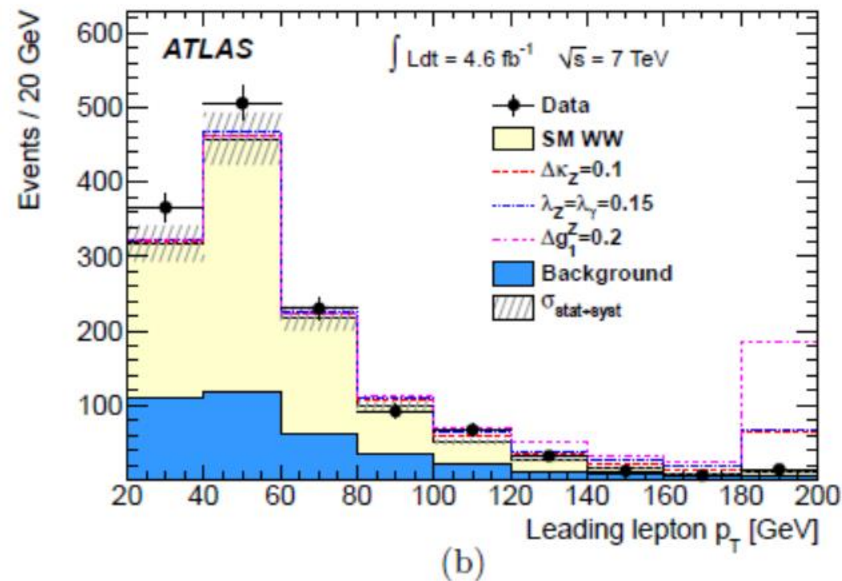 ATLAS
∫ Ldt = 4.6 fb⁻¹ √s = 7 TeV
Data
SM WW
Δκ_Z=0.1
λ_Z=λ_γ=0.15
Δg₁^Z=0.2
Background
σ_stat+syst
Events / 20 GeV
600
500
400
300
200
100
20 40 60 80 100 120 140 160 180 200
Leading lepton p_T [GeV]
(b)